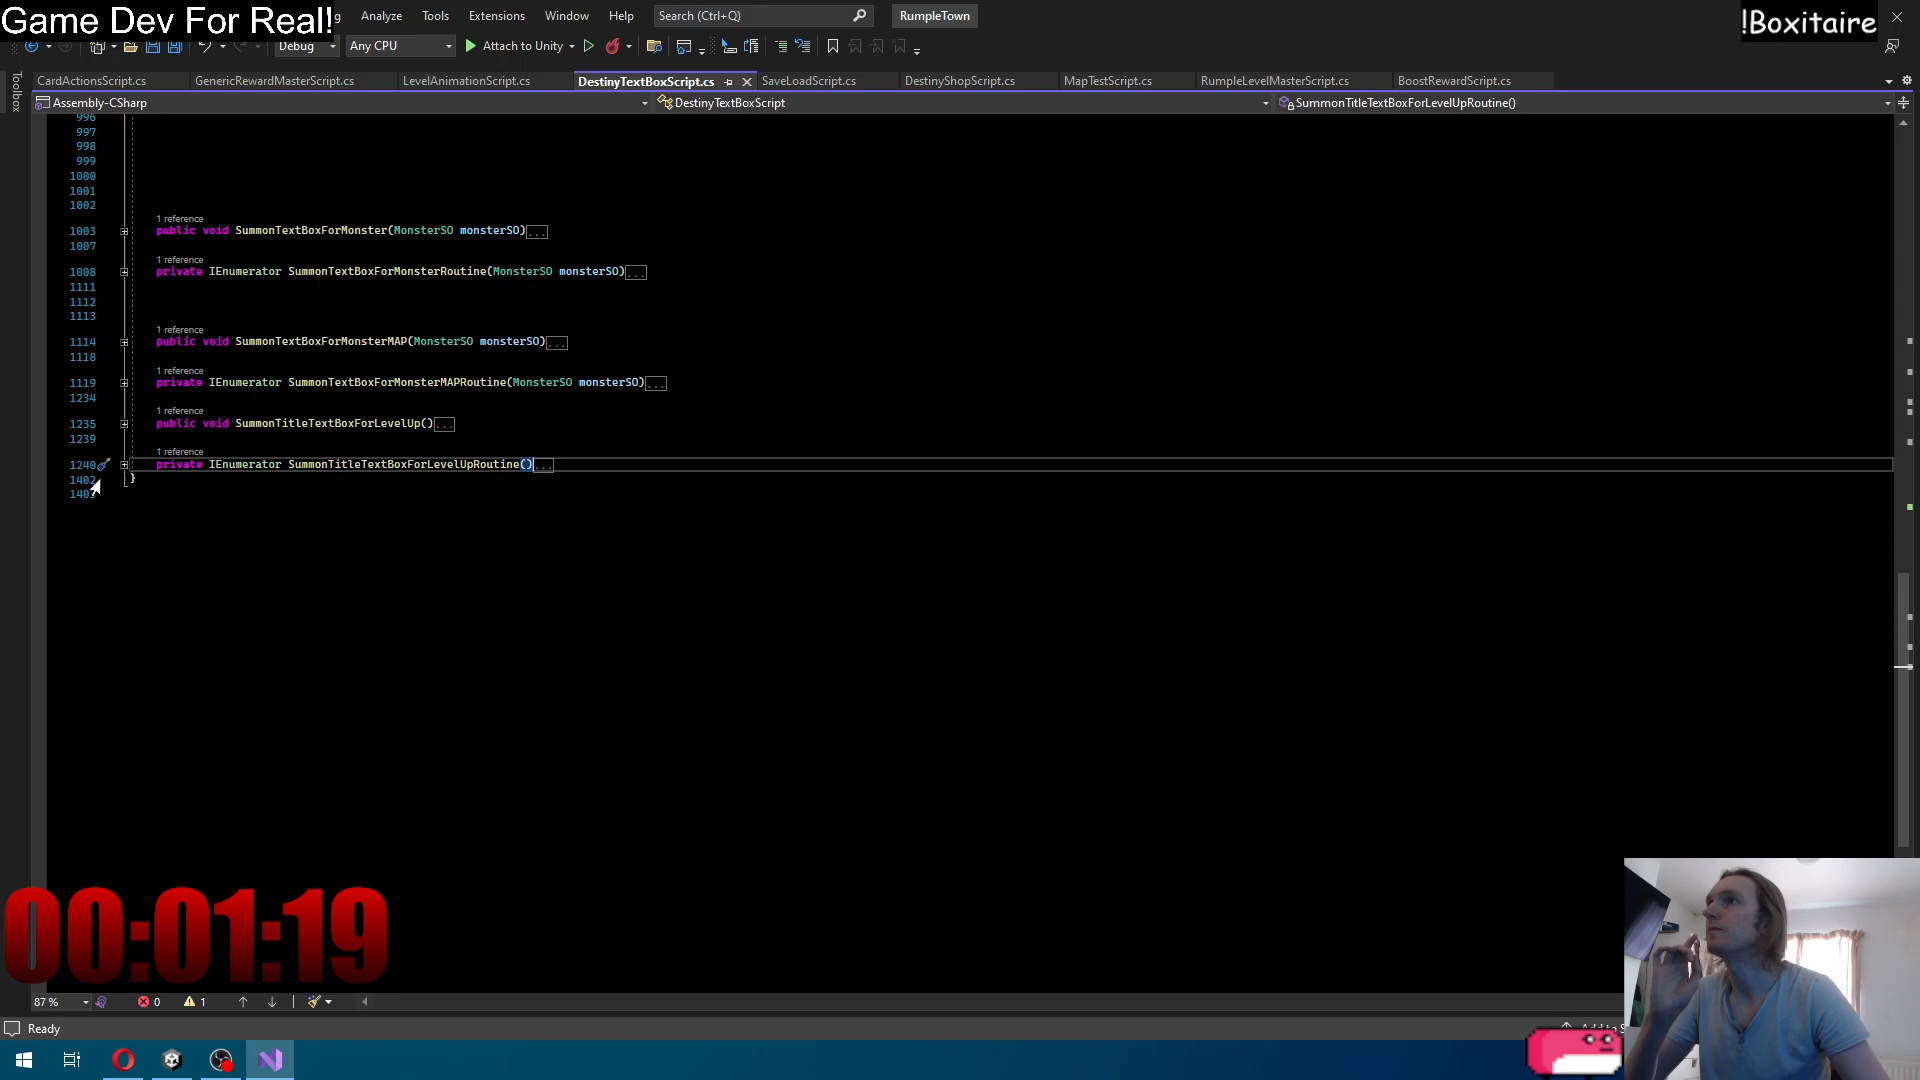 Game Dev For Real!
g Analyze Tools Extensions Window Help Search (Ctrl+Q) RumpleTown
!Boxitaire
Debug Any CPU Attach to Unity
Toolbox
CardActionsScript.cs GenericRewardMasterScript.cs LevelAnimationScript.cs DestinyTextBoxScript.cs SaveLoadScript.cs DestinyShopScript.cs MapTestScript.cs RumpleLevelMasterScript.cs BoostRewardScript.cs
Assembly-CSharp DestinyTextBoxScript SummonTitleTextBoxForLevelUpRoutine()
996
997
998
999
1000
1001
1002
1 reference
1003 public void SummonTextBoxForMonster(MonsterSO monsterSO)...
1007
1 reference
1008 private IEnumerator SummonTextBoxForMonsterRoutine(MonsterSO monsterSO)...
1111
1112
1113
1 reference
1114 public void SummonTextBoxForMonsterMAP(MonsterSO monsterSO)...
1118
1 reference
1119 private IEnumerator SummonTextBoxForMonsterMAPRoutine(MonsterSO monsterSO)...
1234
1 reference
1235 public void SummonTitleTextBoxForLevelUp()...
1239
1 reference
1240 private IEnumerator SummonTitleTextBoxForLevelUpRoutine()...
1402 }
1403
00:01:19
87 % 0 1
Ready